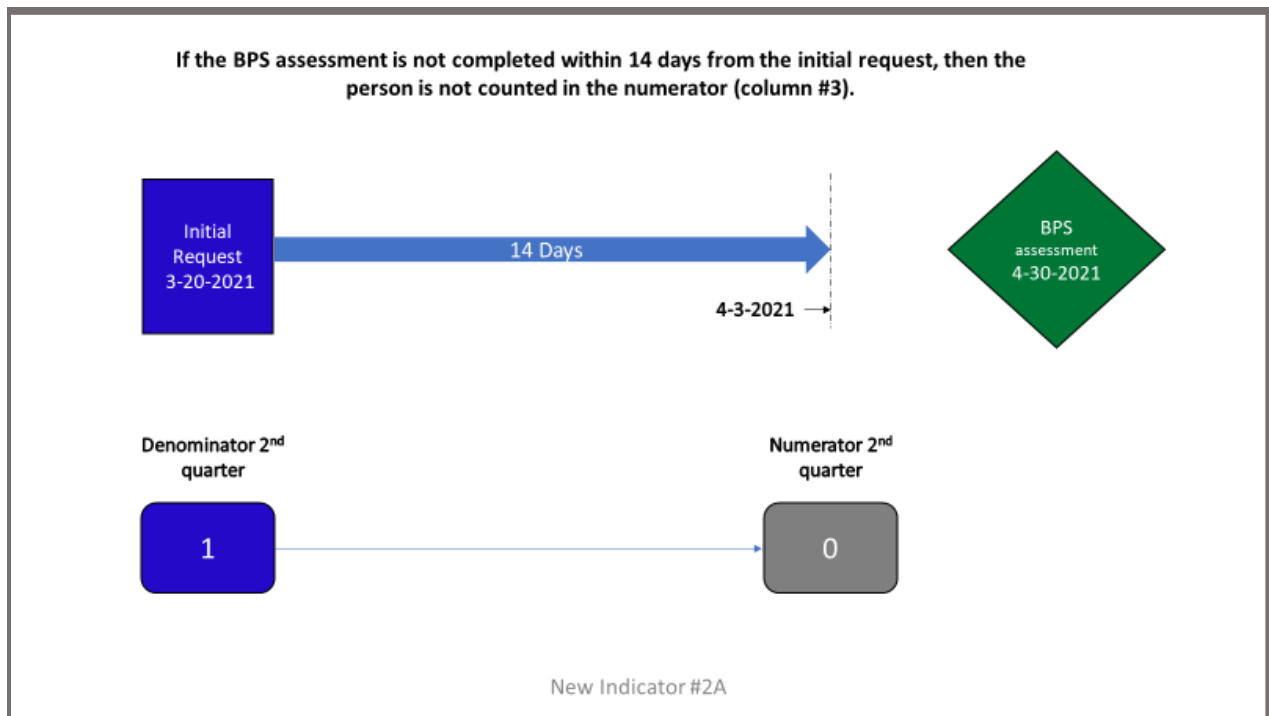 If the BPS assessment is not completed within 14 days from the initial request, then the
person is not counted in the numerator (column #3).
Initial
Request
3-20-2021
14 Days
4-3-2021
BPS
assessment
4-30-2021
Denominator 2nd
quarter
Numerator 2nd
quarter
1
0
New Indicator #2A